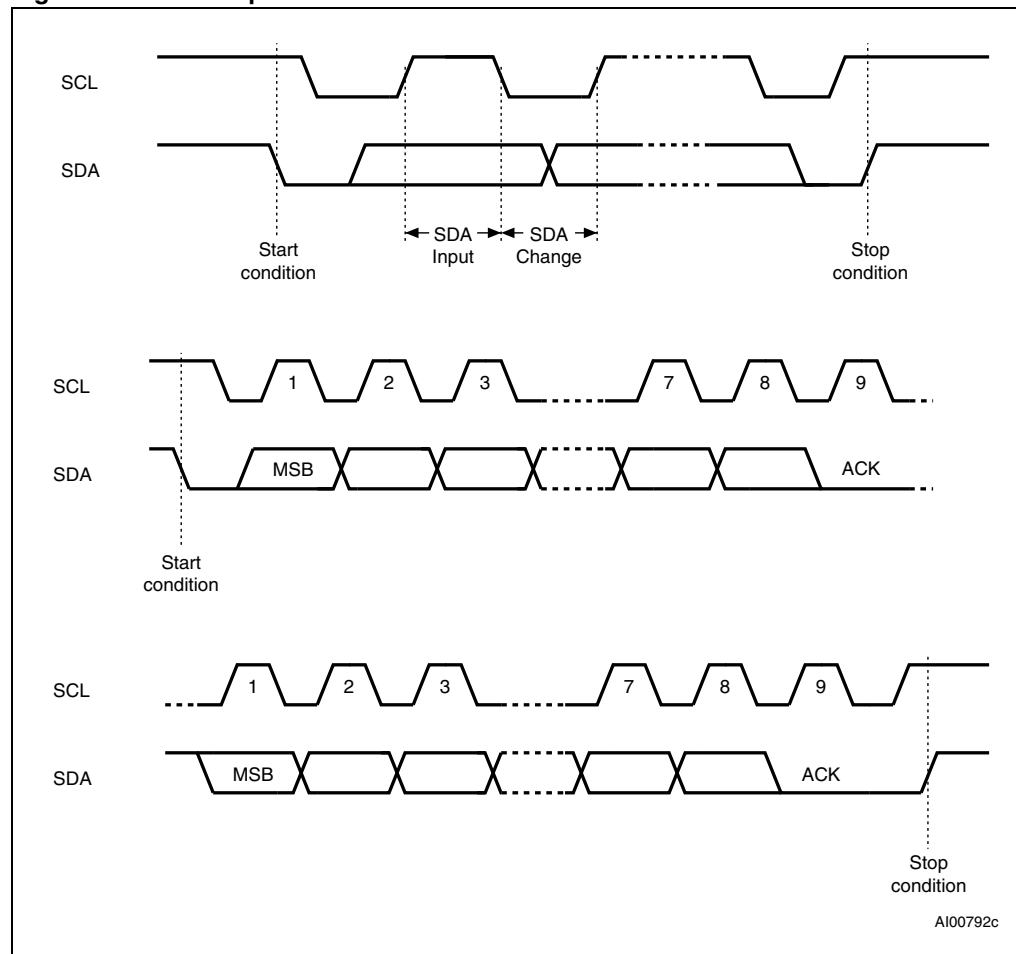 SCL
SDA
SDA Input
SDA Change
Start condition
Stop condition
SCL
1 2 3 7 8 9
SDA
MSB ACK
Start condition
SCL
1 2 3 7 8 9
SDA
MSB ACK
Stop condition
AI00792c